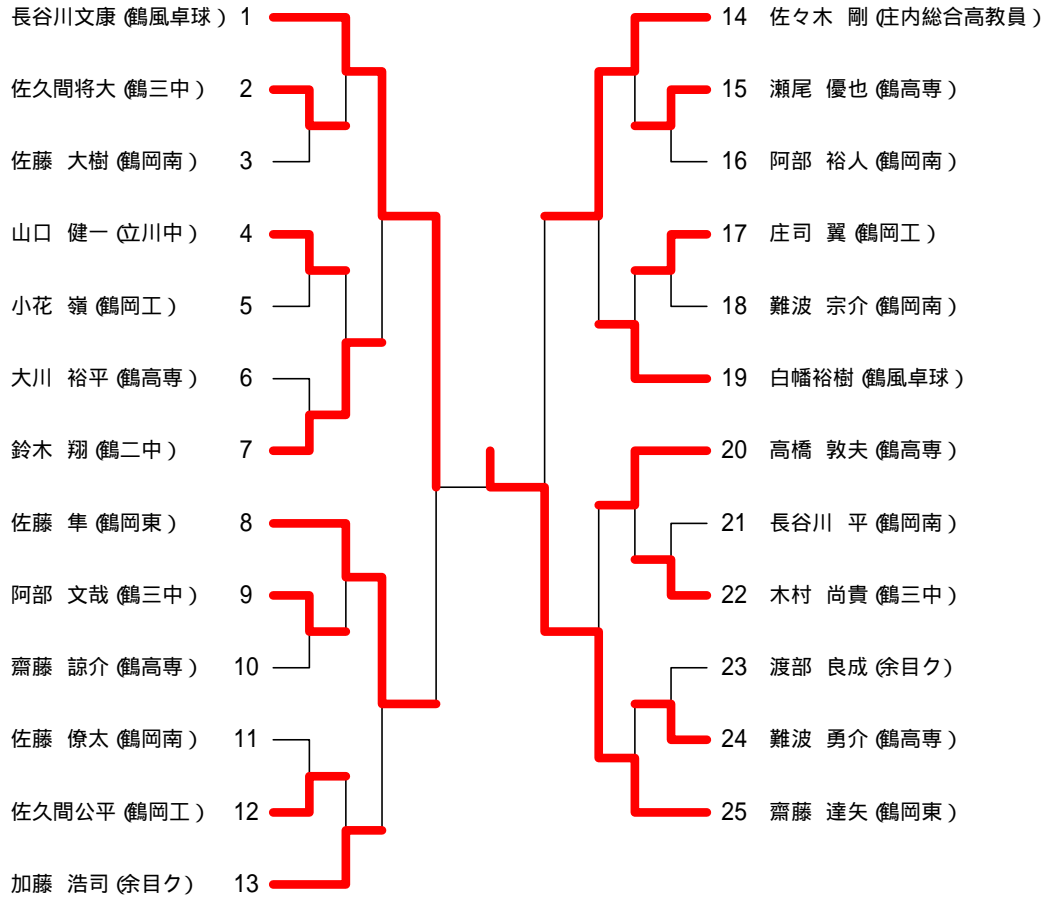 長谷川文康 (鶴風卓球) 1
佐久間将大 (鶴三中) 2
佐藤 大樹 (鶴岡南) 3
山口 健一 (立川中) 4
小花 嶺 (鶴岡工) 5
大川 裕平 (鶴高専) 6
鈴木 翔 (鶴二中) 7
佐藤 隼 (鶴岡東) 8
阿部 文哉 (鶴三中) 9
齋藤 諒介 (鶴高専) 10
佐藤 僚太 (鶴岡南) 11
佐久間公平 (鶴岡工) 12
加藤 浩司 (余目ク) 13
14 佐々木 剛 (庄内総合高教員)
15 瀬尾 優也 (鶴高専)
16 阿部 裕人 (鶴岡南)
17 庄司 翼 (鶴岡工)
18 難波 宗介 (鶴岡南)
19 白幡裕樹 (鶴風卓球)
20 高橋 敦夫 (鶴高専)
21 長谷川 平 (鶴岡南)
22 木村 尚貴 (鶴三中)
23 渡部 良成 (余目ク)
24 難波 勇介 (鶴高専)
25 齋藤 達矢 (鶴岡東)